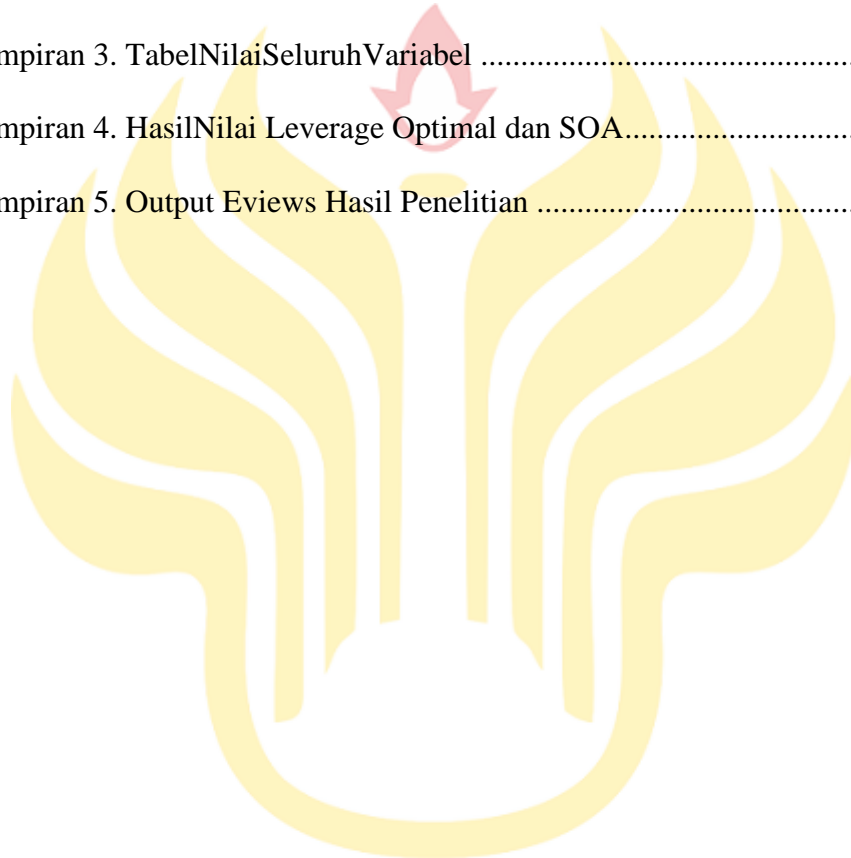 mpiran 3. TabelNilaiSeluruhVariabel ...............................................
mpiran 4. HasilNilai Leverage Optimal dan SOA.............................
mpiran 5. Output Eviews Hasil Penelitian ........................................